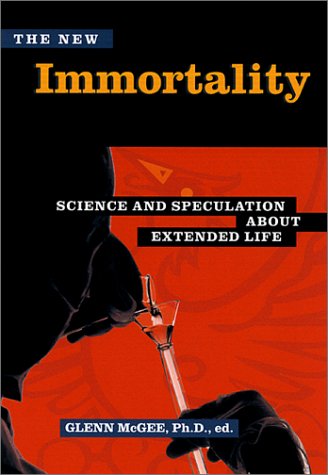 THE NEW
Immortality
SCIENCE AND SPECULATION
ABOUT
EXTENDED LIFE
GLENN McGEE, Ph.D., ed.